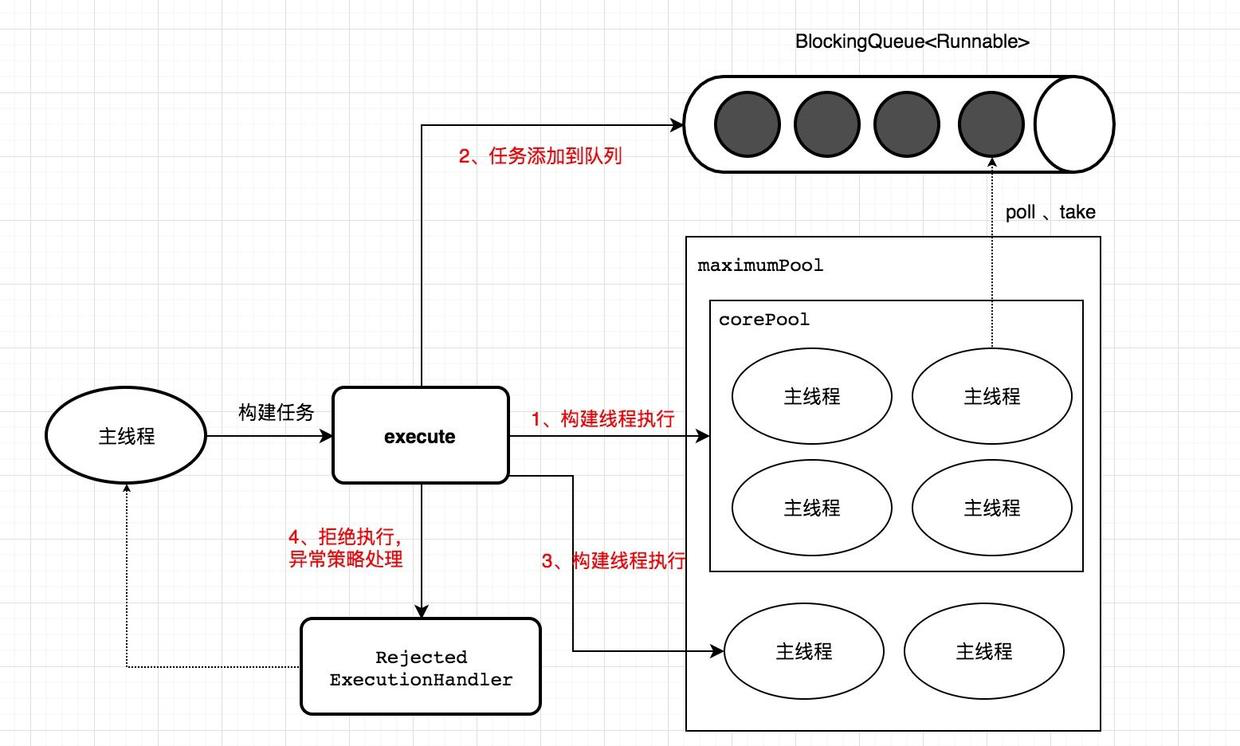 BlockingQueue<Runnable>
2、任务添加到队列
poll 、take
maximumPool
corePool
主线程
主线程
构建任务
1、构建线程执行
主线程
execute
主线程
主线程
4、拒绝执行,
异常策略处理
3、构建线程执行
Rejected
ExecutionHandler
主线程
主线程